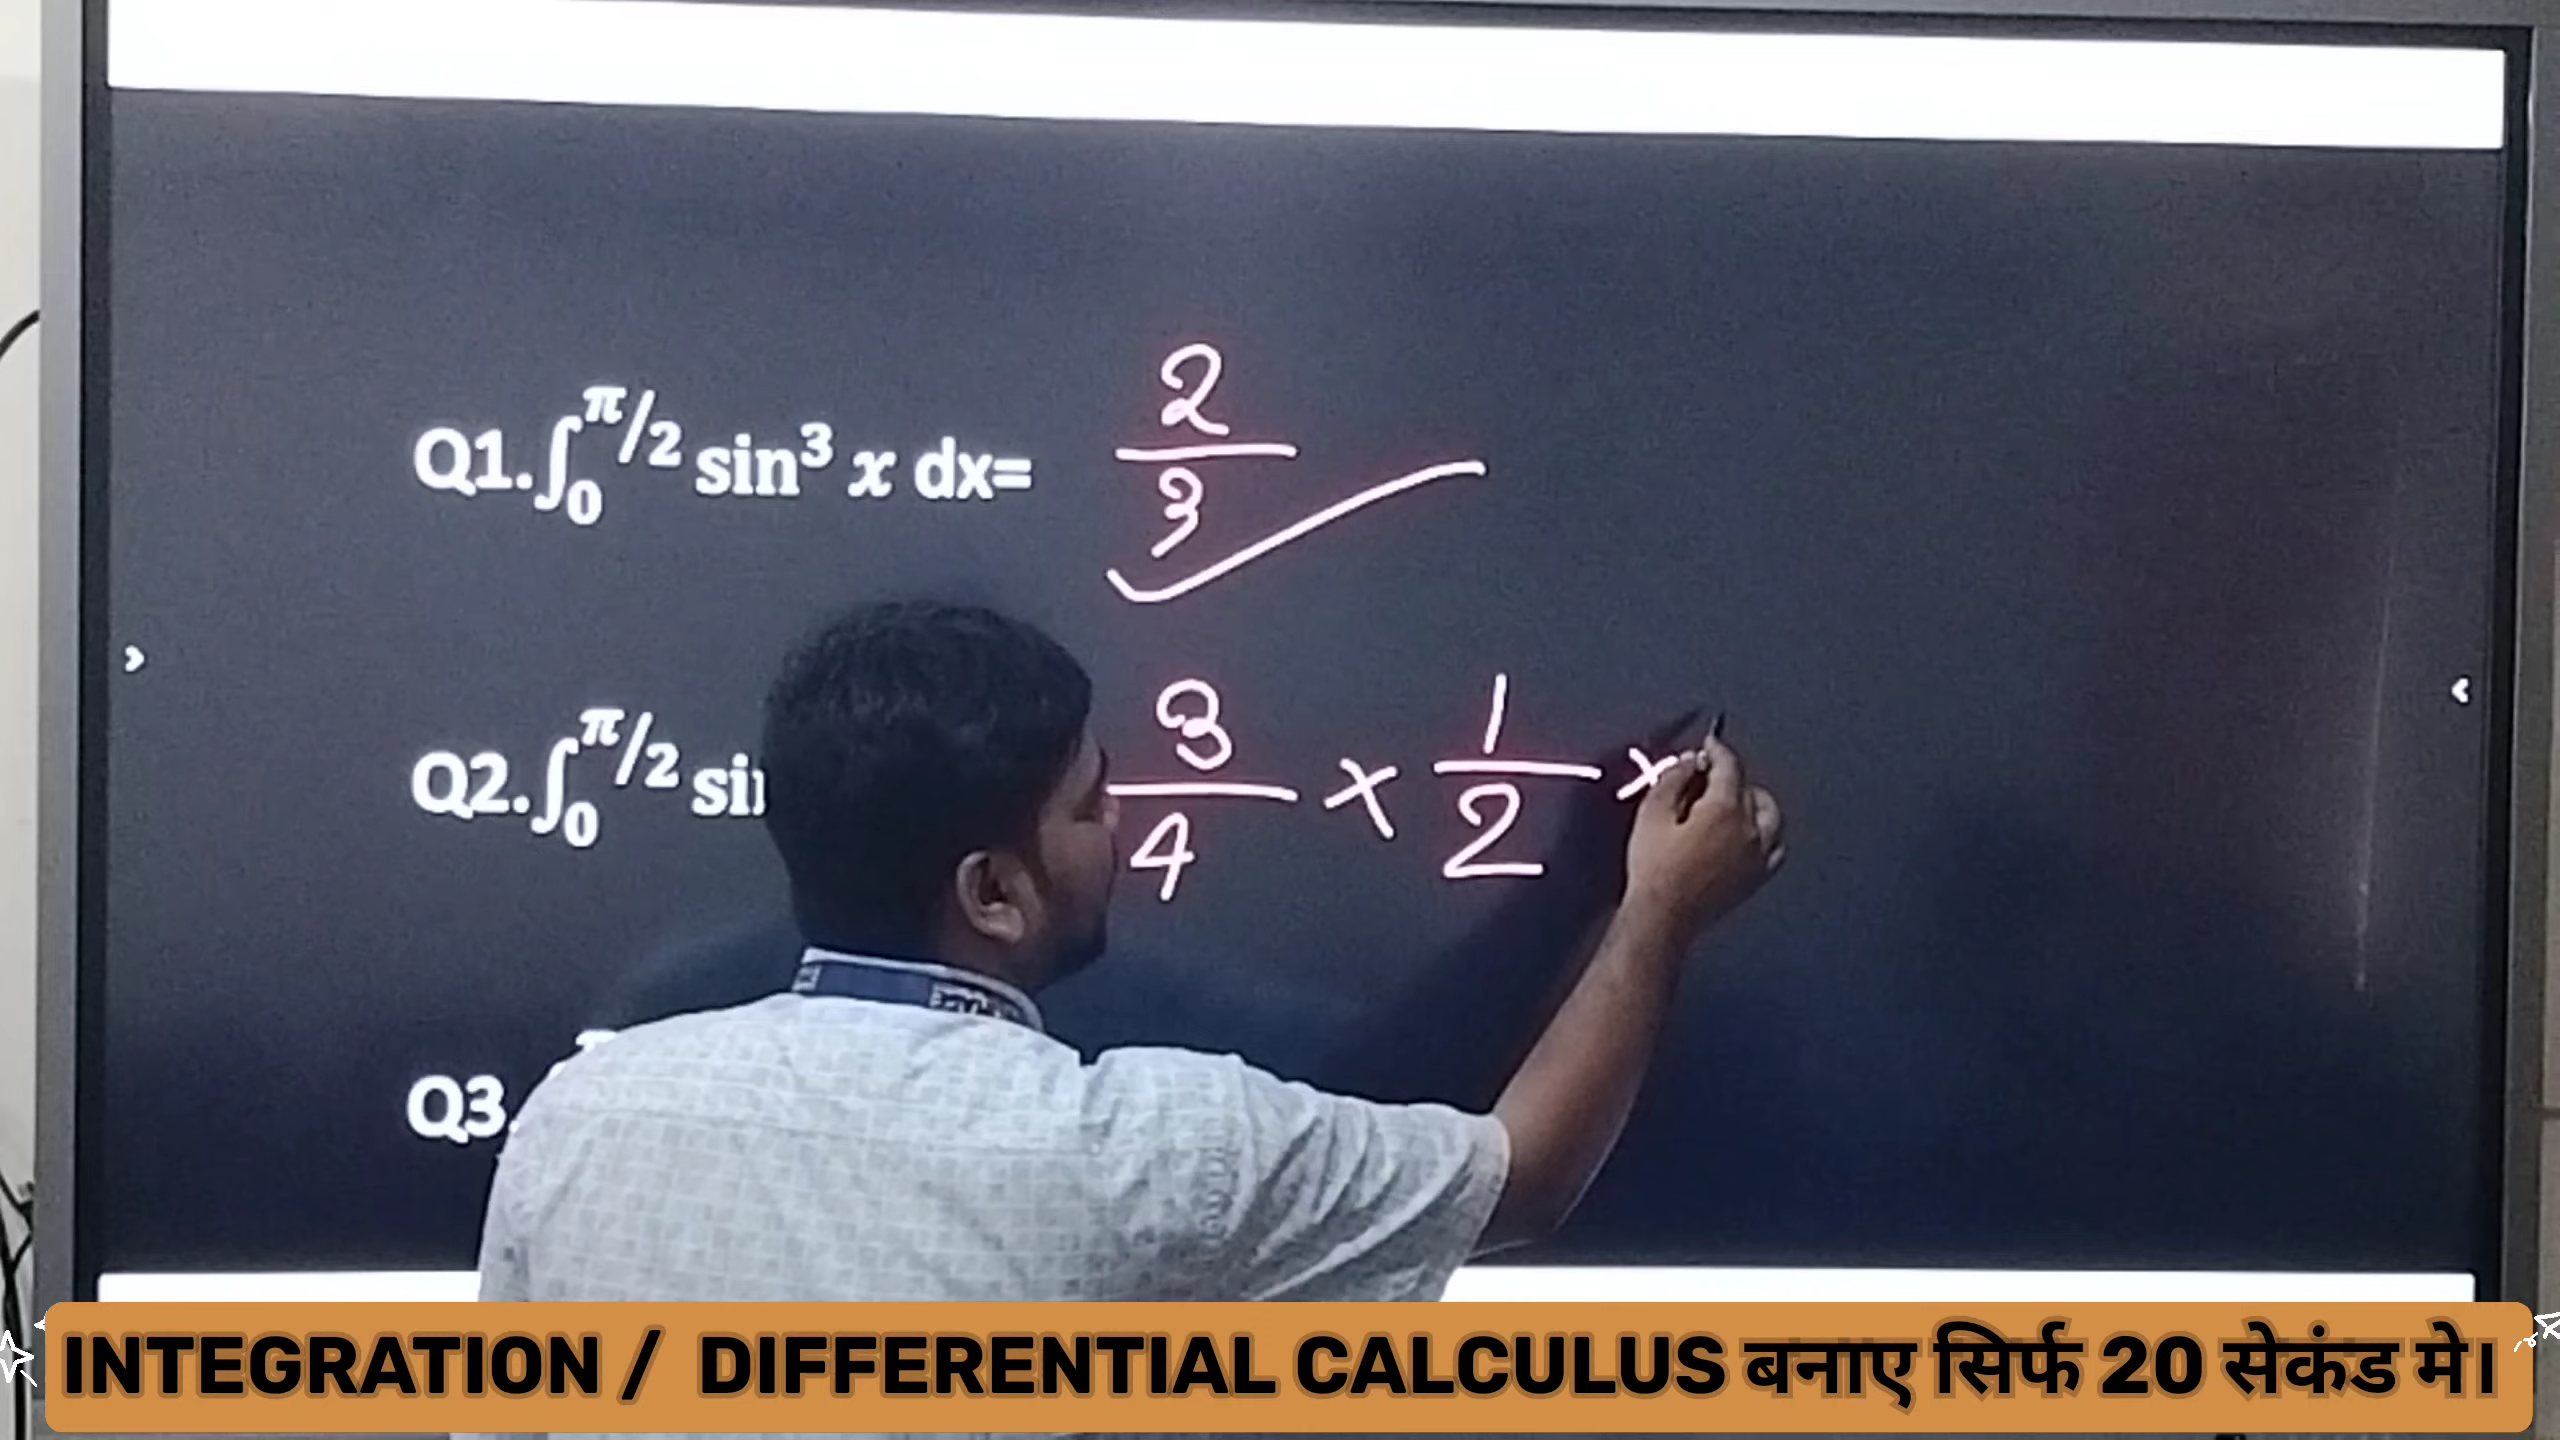 Q1.∫₀^π/2 sin³ x dx= 2/3
Q2.∫₀^π/2 3/4 × 1/2 ×
Q3.
INTEGRATION / DIFFERENTIAL CALCULUS बनाए सिर्फ 20 सेकंड मे।